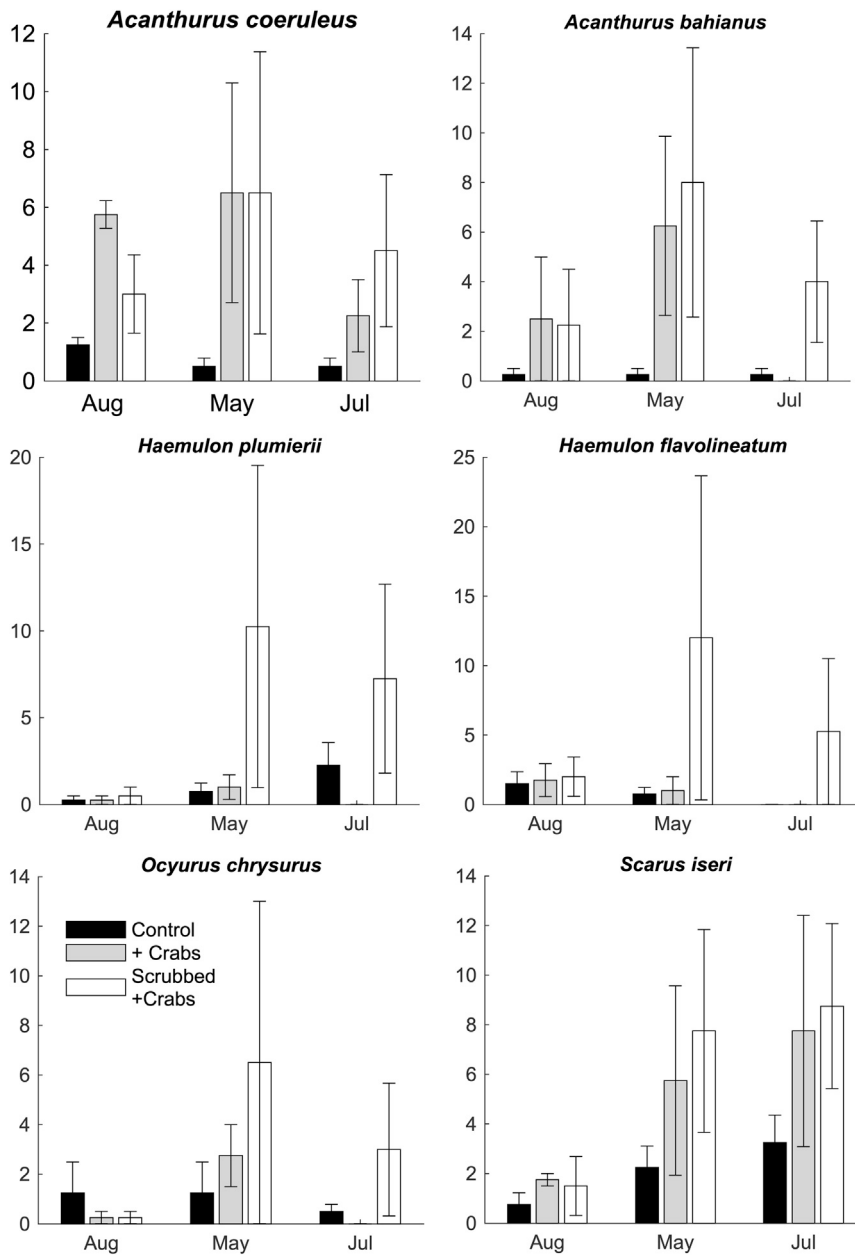 Acanthurus coeruleus
12
10
8
6
4
2
0
Aug May Jul
Acanthurus bahianus
14
12
10
8
6
4
2
0
Aug May Jul
Haemulon plumierii
20
15
10
5
0
Aug May Jul
Haemulon flavolineatum
25
20
15
10
5
0
Aug May Jul
Ocyurus chrysurus
14
12
10
8
6
4
2
0
Control
+ Crabs
Scrubbed
+Crabs
Aug May Jul
Scarus iseri
14
12
10
8
6
4
2
0
Aug May Jul